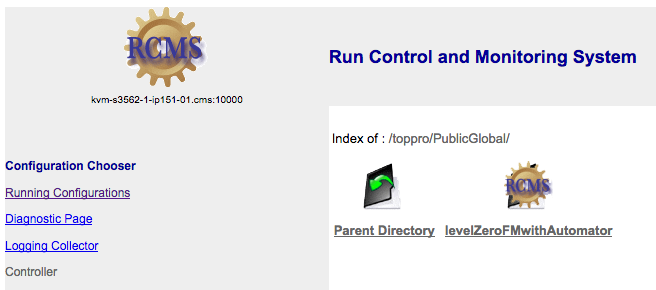 RCMS
kvm-s3562-1-ip151-01.cms:10000
Run Control and Monitoring System
Configuration Chooser
Running Configurations
Diagnostic Page
Logging Collector
Controller
Index of : /toppro/PublicGlobal/
RCMS
Parent Directory
levelZeroFMwithAutomator